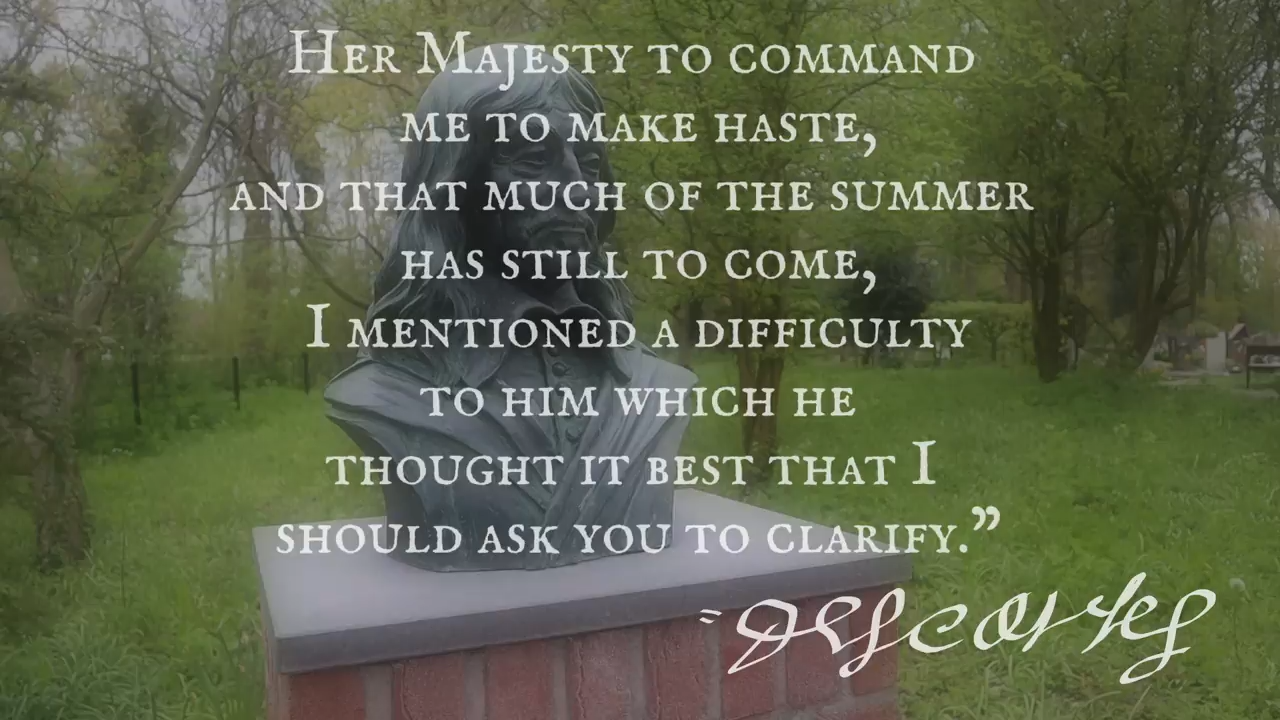 Her Majesty to command
me to make haste,
and that much of the summer
has still to come,
I mentioned a difficulty
to him which he
thought it best that I
should ask you to clarify.”
Descartes